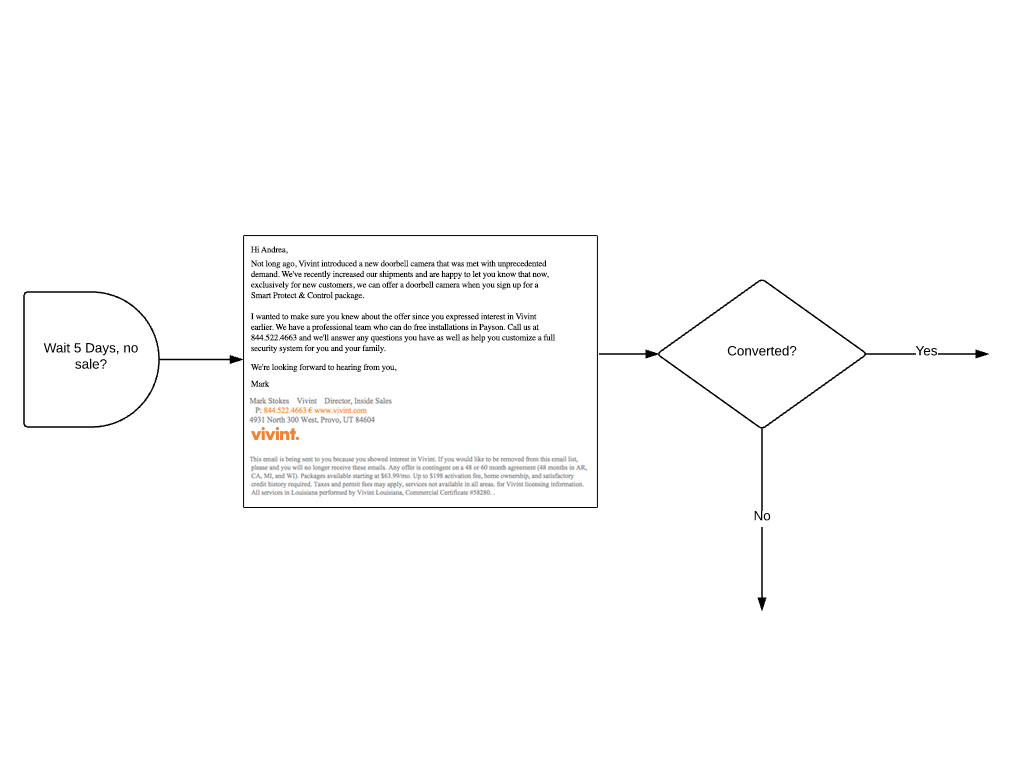 Wait 5 Days, no
sale?
Hi Andrea,
Not long ago, Vivint introduced a new doorbell camera that was met with unprecedented
demand. We've recently increased our shipments and are happy to let you know that now,
exclusively for new customers, we can offer a doorbell camera when you sign up for a
Smart Protect & Control package.
I wanted to make sure you knew about the offer since you expressed interest in Vivint
earlier. We have a professional team who can do free installations in Payson. Call us at
844.522.4663 and we'll answer any questions you have as well as help you customize a full
security system for you and your family.
We're looking forward to hearing from you,
Mark
Mark Stokes Vivint Director, Inside Sales
P: 844.522.4663 € www.vivint.com
4931 North 300 West, Provo, UT 84604
vivint.
This email is being sent to you because you showed interest in Vivint. If you would like to be removed from this email list,
please and you will no longer receive these emails. Any offer is contingent on a 48 or 60 month agreement (48 months in AR,
CA, MI, and WI). Packages available starting at $63.99/mo. Up to $198 activation fee, home ownership, and satisfactory
credit history required. Taxes and permit fees may apply, services not available in all areas. for Vivint licensing information.
All services in Louisiana performed by Vivint Louisiana, Commercial Certificate #58280. .
Converted?
Yes
No